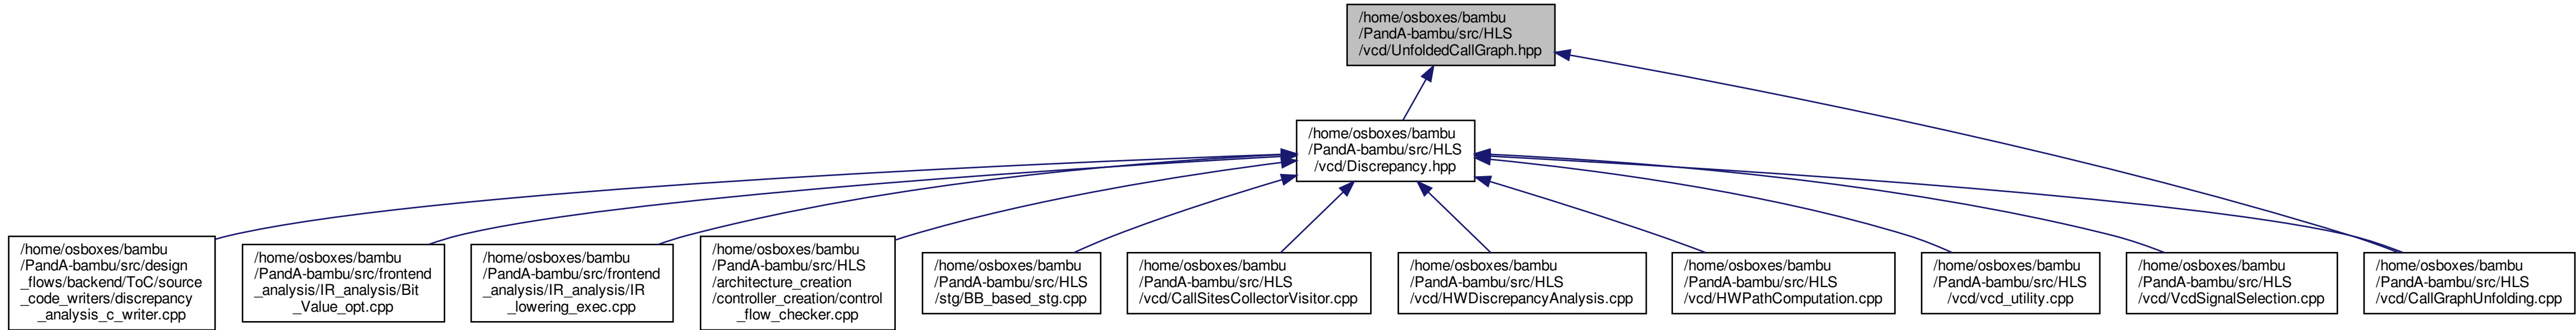 /home/osboxes/bambu
/PandA-bambu/src/HLS
/vcd/UnfoldedCallGraph.hpp
/home/osboxes/bambu
/PandA-bambu/src/HLS
/vcd/Discrepancy.hpp
/home/osboxes/bambu
/PandA-bambu/src/design
_flows/backend/ToC/source
_code_writers/discrepancy
_analysis_c_writer.cpp
/home/osboxes/bambu
/PandA-bambu/src/frontend
_analysis/IR_analysis/Bit
_Value_opt.cpp
/home/osboxes/bambu
/PandA-bambu/src/frontend
_analysis/IR_analysis/IR
_lowering_exec.cpp
/home/osboxes/bambu
/PandA-bambu/src/HLS
/architecture_creation
/controller_creation/control
_flow_checker.cpp
/home/osboxes/bambu
/PandA-bambu/src/HLS
/stg/BB_based_stg.cpp
/home/osboxes/bambu
/PandA-bambu/src/HLS
/vcd/CallSitesCollectorVisitor.cpp
/home/osboxes/bambu
/PandA-bambu/src/HLS
/vcd/HWDiscrepancyAnalysis.cpp
/home/osboxes/bambu
/PandA-bambu/src/HLS
/vcd/HWPathComputation.cpp
/home/osboxes/bambu
/PandA-bambu/src/HLS
/vcd/vcd_utility.cpp
/home/osboxes/bambu
/PandA-bambu/src/HLS
/vcd/VcdSignalSelection.cpp
/home/osboxes/bambu
/PandA-bambu/src/HLS
/vcd/CallGraphUnfolding.cpp